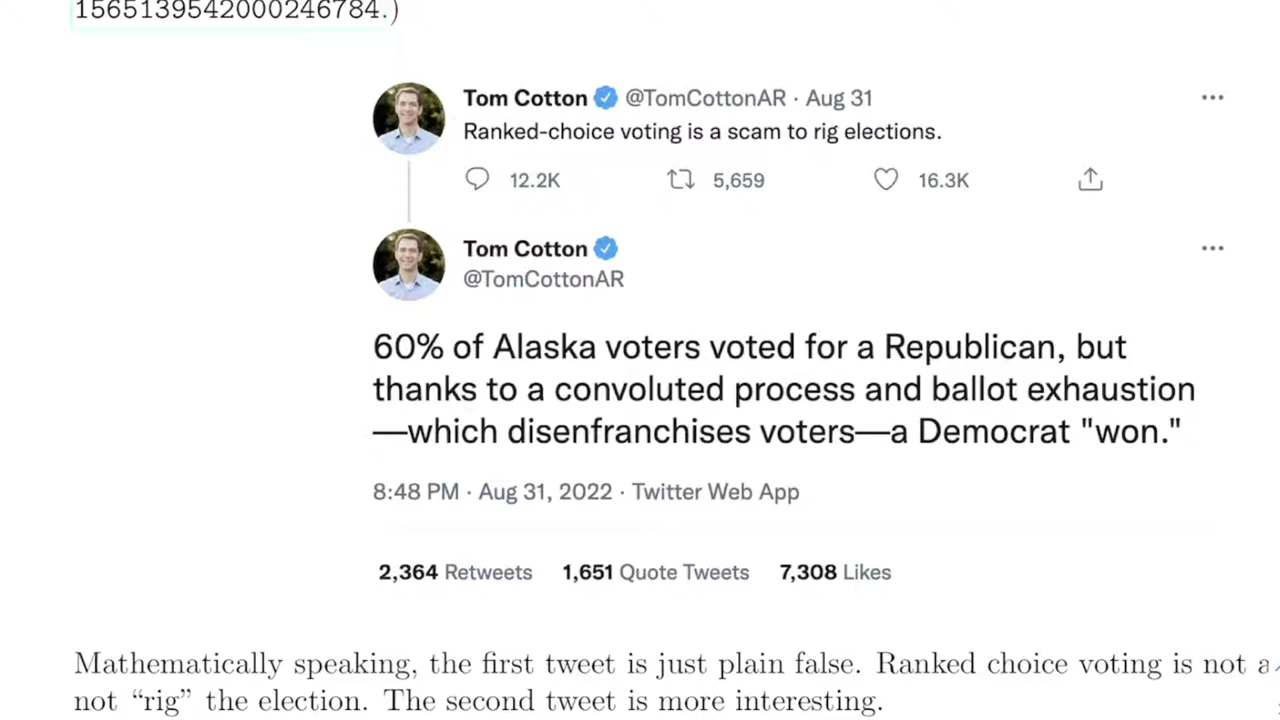 1565139542000246784.)
Tom Cotton @TomCottonAR · Aug 31
Ranked-choice voting is a scam to rig elections.
12.2K 5,659 16.3K
Tom Cotton
@TomCottonAR
60% of Alaska voters voted for a Republican, but
thanks to a convoluted process and ballot exhaustion
—which disenfranchises voters—a Democrat "won."
8:48 PM · Aug 31, 2022 · Twitter Web App
2,364 Retweets 1,651 Quote Tweets 7,308 Likes
Mathematically speaking, the first tweet is just plain false. Ranked choice voting is not a
not “rig” the election. The second tweet is more interesting.